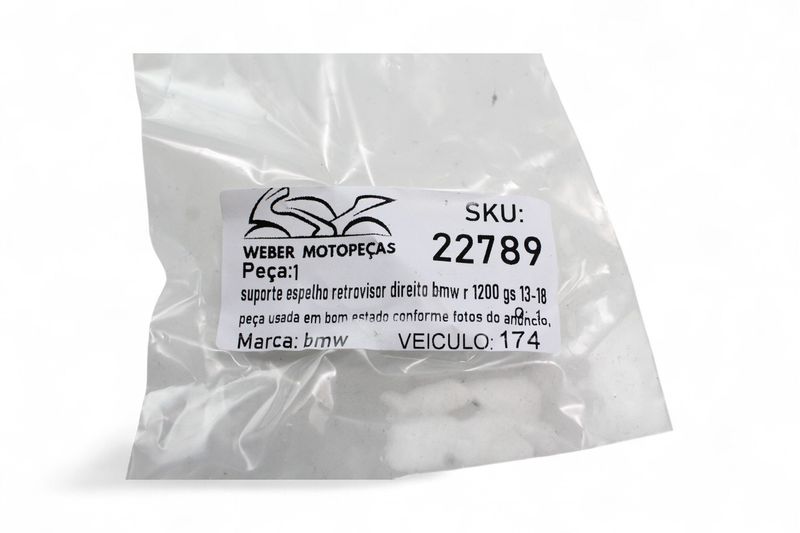 WEBER MOTOPEÇAS
SKU:
22789
Peça:1
suporte espelho retrovisor direito bmw r 1200 gs 13-18
peça usada em bom estado conforme fotos do anúncio,
Marca: bmw
VEICULO: 174